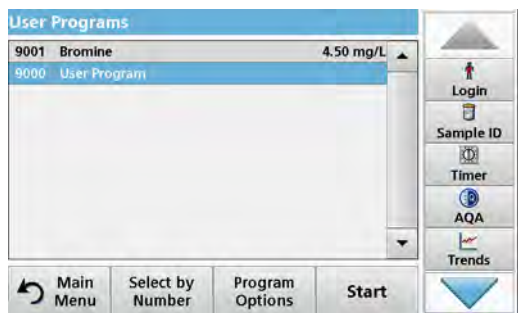 User Programs
9001 Bromine 4.50 mg/L
9000 User Program
Login
Sample ID
Timer
AQA
Trends
Main Menu
Select by Number
Program Options
Start